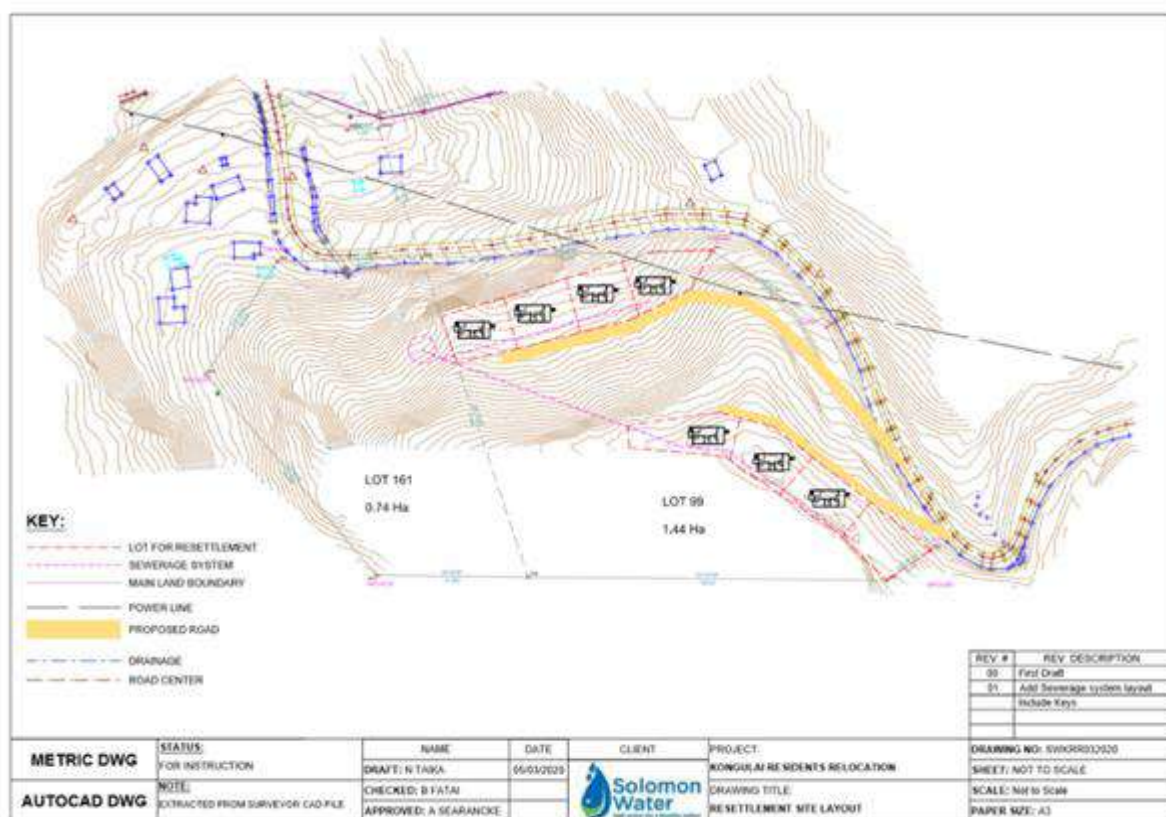 LOT 161
0.74 Ha
LOT 99
1.44 Ha
KEY:
LOT FOR RESETTLEMENT
SEWERAGE SYSTEM
MAIN LAND BOUNDARY
POWER LINE
PROPOSED ROAD
DRAINAGE
ROAD CENTER
REV # REV DESCRIPTION
00 First Draft
01 Add Sewerage system layout
Include Keys
METRIC DWG
AUTOCAD DWG
STATUS:
FOR INSTRUCTION
NOTE:
EXTRACTED FROM SURVEYOR CAD FILE
NAME DATE
DRAFT: N TAIKA
CHECKED: B FATAI
APPROVED: A SEARANCKE
CLIENT
Solomon
Water
PROJECT:
KONGULAI RESIDENTS RELOCATION
DRAWING TITLE:
RESETTLEMENT SITE LAYOUT
DRAWING NO:
SHEET: NOT TO SCALE
SCALE: Not to Scale
PAPER SIZE: A3